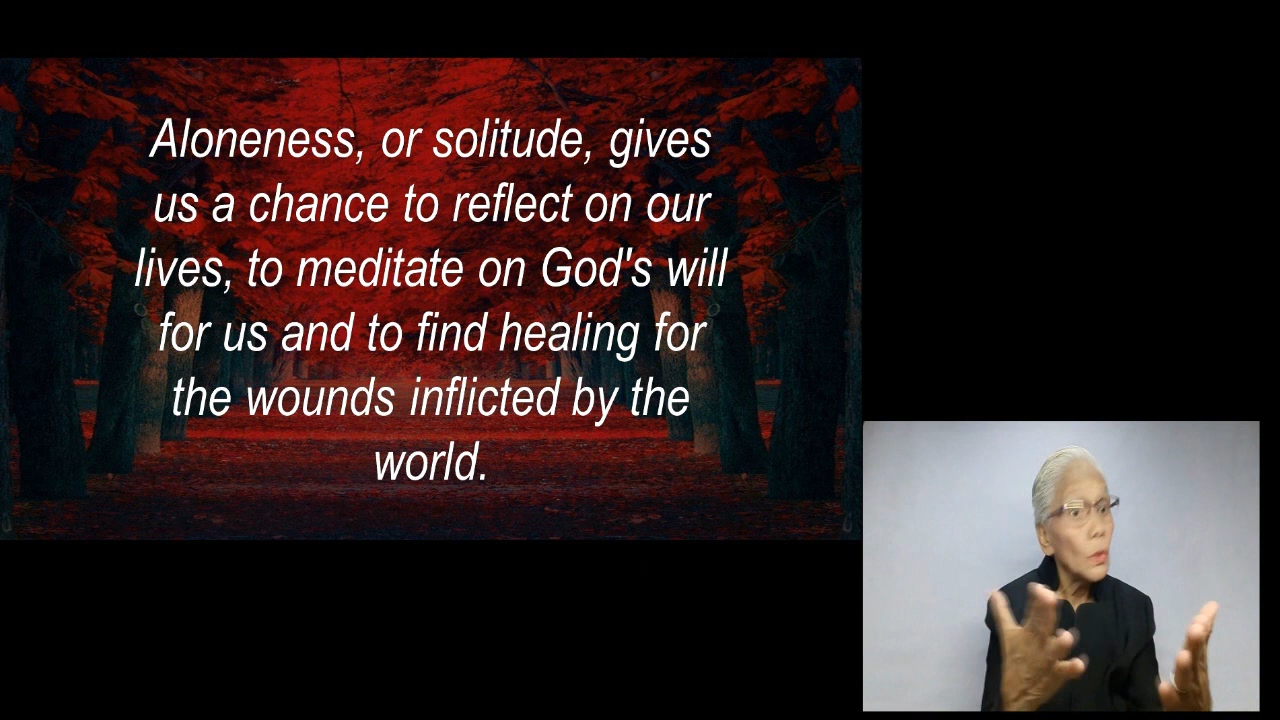 Aloneness, or solitude, gives
us a chance to reflect on our
lives, to meditate on God's will
for us and to find healing for
the wounds inflicted by the
world.